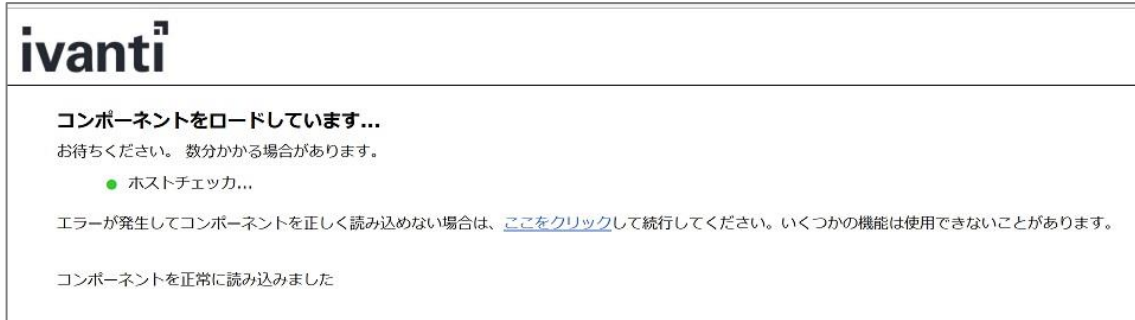 ivanti
コンポーネントをロードしています...
お待ちください。 数分かかる場合があります。
ホストチェッカ...
エラーが発生してコンポーネントを正しく読み込めない場合は、ここをクリックして続行してください。いくつかの機能は使用できないことがあります。
コンポーネントを正常に読み込みました